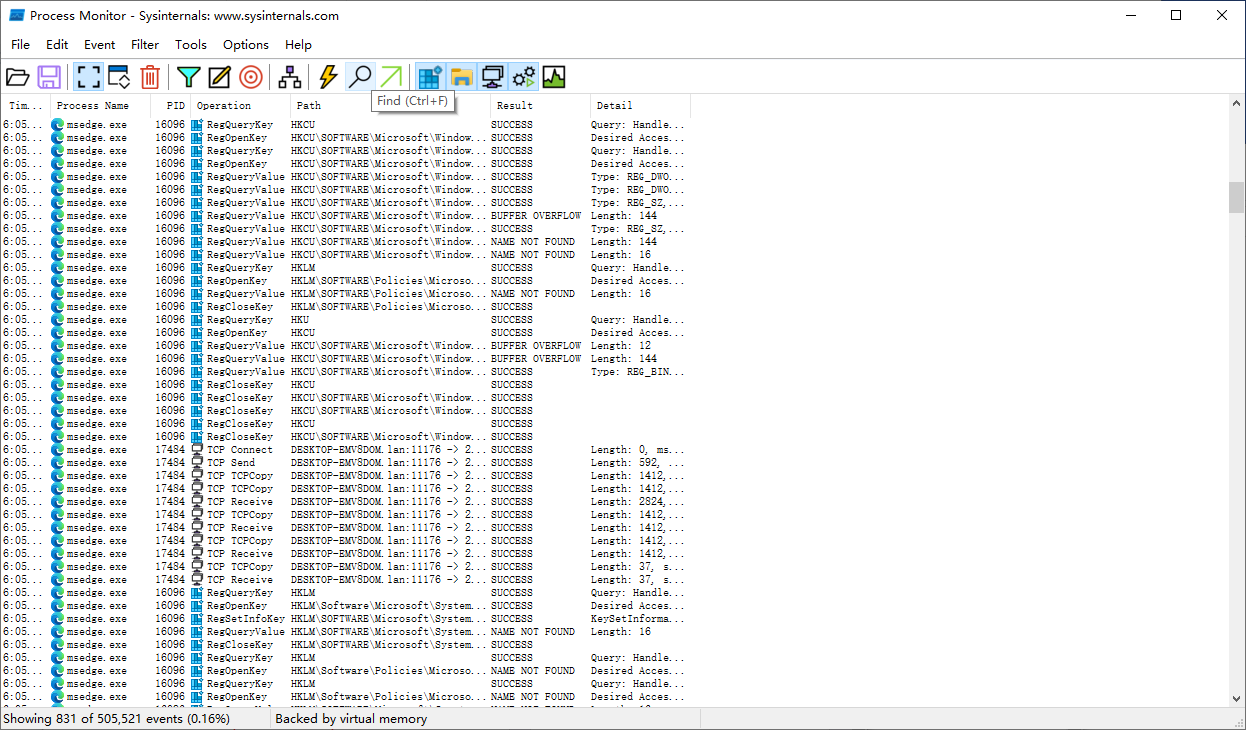 Process Monitor - Sysinternals: www.sysinternals.com
File Edit Event Filter Tools Options Help
Find (Ctrl+F)
Tim... Process Name PID Operation Path Result Detail
6:05... msedge.exe 16096 RegQueryKey HKCU SUCCESS Query: Handle...
6:05... msedge.exe 16096 RegOpenKey HKCU\SOFTWARE\Microsoft\Window... SUCCESS Desired Acces...
6:05... msedge.exe 16096 RegQueryKey HKCU\SOFTWARE\Microsoft\Window... SUCCESS Query: Handle...
6:05... msedge.exe 16096 RegOpenKey HKCU\SOFTWARE\Microsoft\Window... SUCCESS Desired Acces...
6:05... msedge.exe 16096 RegQueryValue HKCU\SOFTWARE\Microsoft\Window... SUCCESS Type: REG_DWO...
6:05... msedge.exe 16096 RegQueryValue HKCU\SOFTWARE\Microsoft\Window... SUCCESS Type: REG_DWO...
6:05... msedge.exe 16096 RegQueryValue HKCU\SOFTWARE\Microsoft\Window... SUCCESS Type: REG_SZ,...
6:05... msedge.exe 16096 RegQueryValue HKCU\SOFTWARE\Microsoft\Window... BUFFER OVERFLOW Length: 144
6:05... msedge.exe 16096 RegQueryValue HKCU\SOFTWARE\Microsoft\Window... SUCCESS Type: REG_SZ,...
6:05... msedge.exe 16096 RegQueryValue HKCU\SOFTWARE\Microsoft\Window... NAME NOT FOUND Length: 144
6:05... msedge.exe 16096 RegQueryValue HKCU\SOFTWARE\Microsoft\Window... NAME NOT FOUND Length: 16
6:05... msedge.exe 16096 RegQueryKey HKLM SUCCESS Query: Handle...
6:05... msedge.exe 16096 RegOpenKey HKLM\SOFTWARE\Policies\Microso... SUCCESS Desired Acces...
6:05... msedge.exe 16096 RegQueryValue HKLM\SOFTWARE\Policies\Microso... NAME NOT FOUND Length: 16
6:05... msedge.exe 16096 RegCloseKey HKLM\SOFTWARE\Policies\Microso... SUCCESS
6:05... msedge.exe 16096 RegQueryKey HKU SUCCESS Query: Handle...
6:05... msedge.exe 16096 RegOpenKey HKCU SUCCESS Desired Acces...
6:05... msedge.exe 16096 RegQueryValue HKCU\SOFTWARE\Microsoft\Window... BUFFER OVERFLOW Length: 12
6:05... msedge.exe 16096 RegQueryValue HKCU\SOFTWARE\Microsoft\Window... BUFFER OVERFLOW Length: 144
6:05... msedge.exe 16096 RegQueryValue HKCU\SOFTWARE\Microsoft\Window... SUCCESS Type: REG_BIN...
6:05... msedge.exe 16096 RegCloseKey HKCU SUCCESS
6:05... msedge.exe 16096 RegCloseKey HKCU\SOFTWARE\Microsoft\Window... SUCCESS
6:05... msedge.exe 16096 RegCloseKey HKCU\SOFTWARE\Microsoft\Window... SUCCESS
6:05... msedge.exe 16096 RegCloseKey HKCU SUCCESS
6:05... msedge.exe 16096 RegCloseKey HKCU\SOFTWARE\Microsoft\Window... SUCCESS
6:05... msedge.exe 17484 TCP Connect DESKTOP-EMV8DOM.lan:11176 -> 2... SUCCESS Length: 0, ms...
6:05... msedge.exe 17484 TCP Send DESKTOP-EMV8DOM.lan:11176 -> 2... SUCCESS Length: 592, ...
6:05... msedge.exe 17484 TCP TCPCopy DESKTOP-EMV8DOM.lan:11176 -> 2... SUCCESS Length: 1412,...
6:05... msedge.exe 17484 TCP TCPCopy DESKTOP-EMV8DOM.lan:11176 -> 2... SUCCESS Length: 1412,...
6:05... msedge.exe 17484 TCP Receive DESKTOP-EMV8DOM.lan:11176 -> 2... SUCCESS Length: 2824,...
6:05... msedge.exe 17484 TCP TCPCopy DESKTOP-EMV8DOM.lan:11176 -> 2... SUCCESS Length: 1412,...
6:05... msedge.exe 17484 TCP Receive DESKTOP-EMV8DOM.lan:11176 -> 2... SUCCESS Length: 1412,...
6:05... msedge.exe 17484 TCP TCPCopy DESKTOP-EMV8DOM.lan:11176 -> 2... SUCCESS Length: 1412,...
6:05... msedge.exe 17484 TCP Receive DESKTOP-EMV8DOM.lan:11176 -> 2... SUCCESS Length: 1412,...
6:05... msedge.exe 17484 TCP TCPCopy DESKTOP-EMV8DOM.lan:11176 -> 2... SUCCESS Length: 37, s...
6:05... msedge.exe 17484 TCP Receive DESKTOP-EMV8DOM.lan:11176 -> 2... SUCCESS Length: 37, s...
6:05... msedge.exe 16096 RegQueryKey HKLM SUCCESS Query: Handle...
6:05... msedge.exe 16096 RegOpenKey HKLM\Software\Microsoft\System... SUCCESS Desired Acces...
6:05... msedge.exe 16096 RegSetInfoKey HKLM\SOFTWARE\Microsoft\System... SUCCESS KeySetInforma...
6:05... msedge.exe 16096 RegQueryValue HKLM\SOFTWARE\Microsoft\System... NAME NOT FOUND Length: 16
6:05... msedge.exe 16096 RegCloseKey HKLM\SOFTWARE\Microsoft\System... SUCCESS
6:05... msedge.exe 16096 RegQueryKey HKLM SUCCESS Query: Handle...
6:05... msedge.exe 16096 RegOpenKey HKLM\Software\Policies\Microso... NAME NOT FOUND Desired Acces...
6:05... msedge.exe 16096 RegQueryKey HKLM SUCCESS Query: Handle...
6:05... msedge.exe 16096 RegOpenKey HKLM\Software\Policies\Microso... NAME NOT FOUND Desired Acces...
Showing 831 of 505,521 events (0.16%) Backed by virtual memory